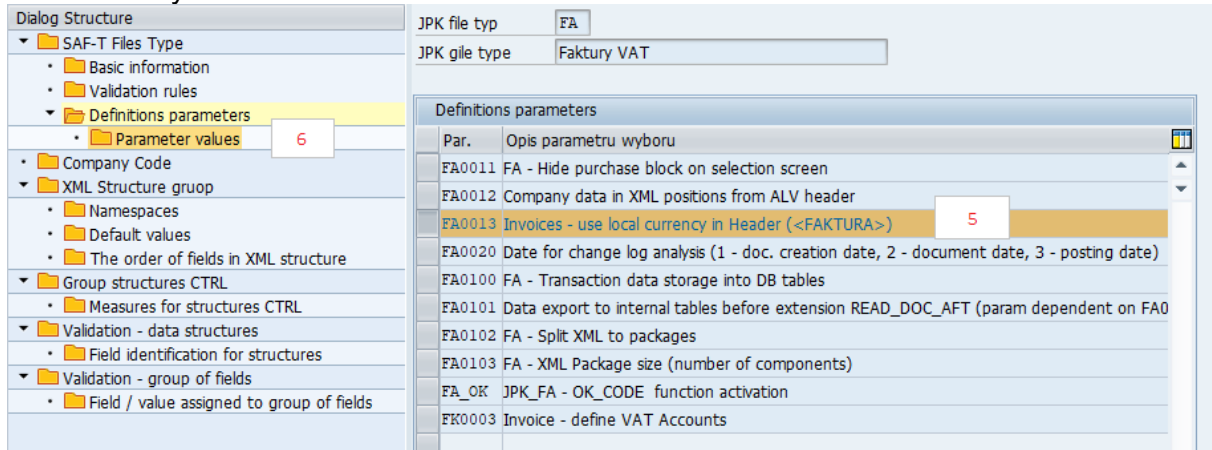 Dialog Structure
SAF-T Files Type
Basic information
Validation rules
Definitions parameters
Parameter values
6
Company Code
XML Structure gruop
Namespaces
Default values
The order of fields in XML structure
Group structures CTRL
Measures for structures CTRL
Validation - data structures
Field identification for structures
Validation - group of fields
Field / value assigned to group of fields
JPK file typ FA
JPK gile type Faktury VAT
Definitions parameters
Par. Opis parametru wyboru
FA0011 FA - Hide purchase block on selection screen
FA0012 Company data in XML positions from ALV header
FA0013 Invoices - use local currency in Header (<FAKTURA>)
5
FA0020 Date for change log analysis (1 - doc. creation date, 2 - document date, 3 - posting date)
FA0100 FA - Transaction data storage into DB tables
FA0101 Data export to internal tables before extension READ_DOC_AFT (param dependent on FA0
FA0102 FA - Split XML to packages
FA0103 FA - XML Package size (number of components)
FA_OK JPK_FA - OK_CODE function activation
FK0003 Invoice - define VAT Accounts